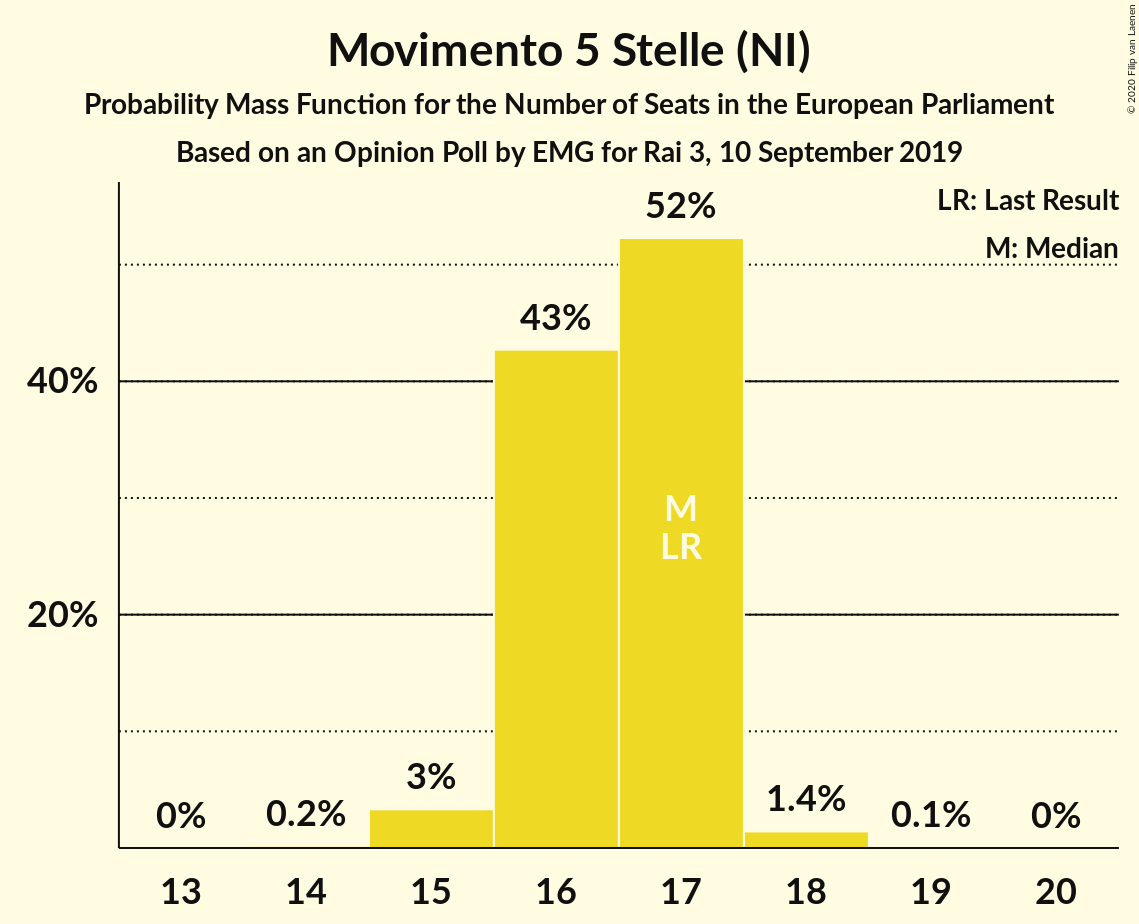 Movimento 5 Stelle (NI)
Probability Mass Function for the Number of Seats in the European Parliament
Based on an Opinion Poll by EMG for Rai 3, 10 September 2019
© 2020 Filip van Laenen
LR: Last Result
M: Median
52%
43%
40%
M
LR
20%
3%
1.4%
0%
0.2%
0.1%
0%
13
14
15
16
17
18
19
20